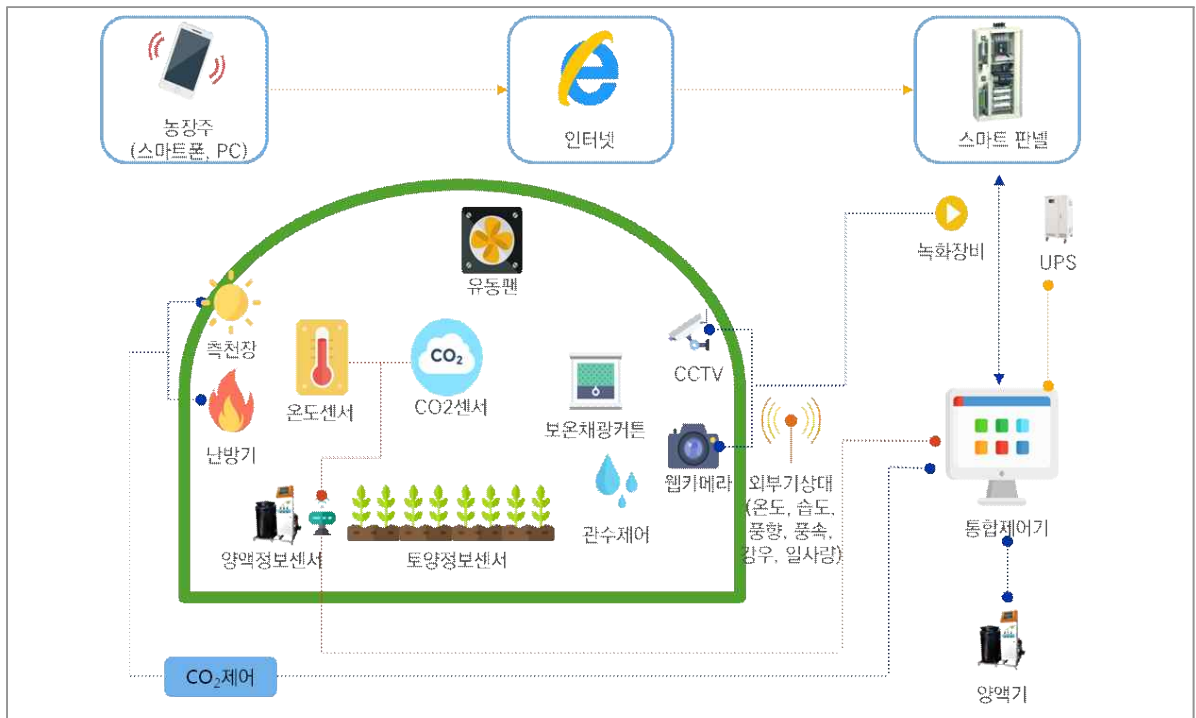 농장주
(스마트폰, PC)
인터넷
스마트 판넬
유동팬
녹화장비
UPS
측천장
온도센서
CO₂
CO2센서
CCTV
난방기
보온채광커튼
웹키메라
외부기상대
(온도, 습도,
풍향, 풍속,
강우, 일사량)
양액정보센서
토양정보센서
관수제어
통합제어기
CO₂제어
양액기